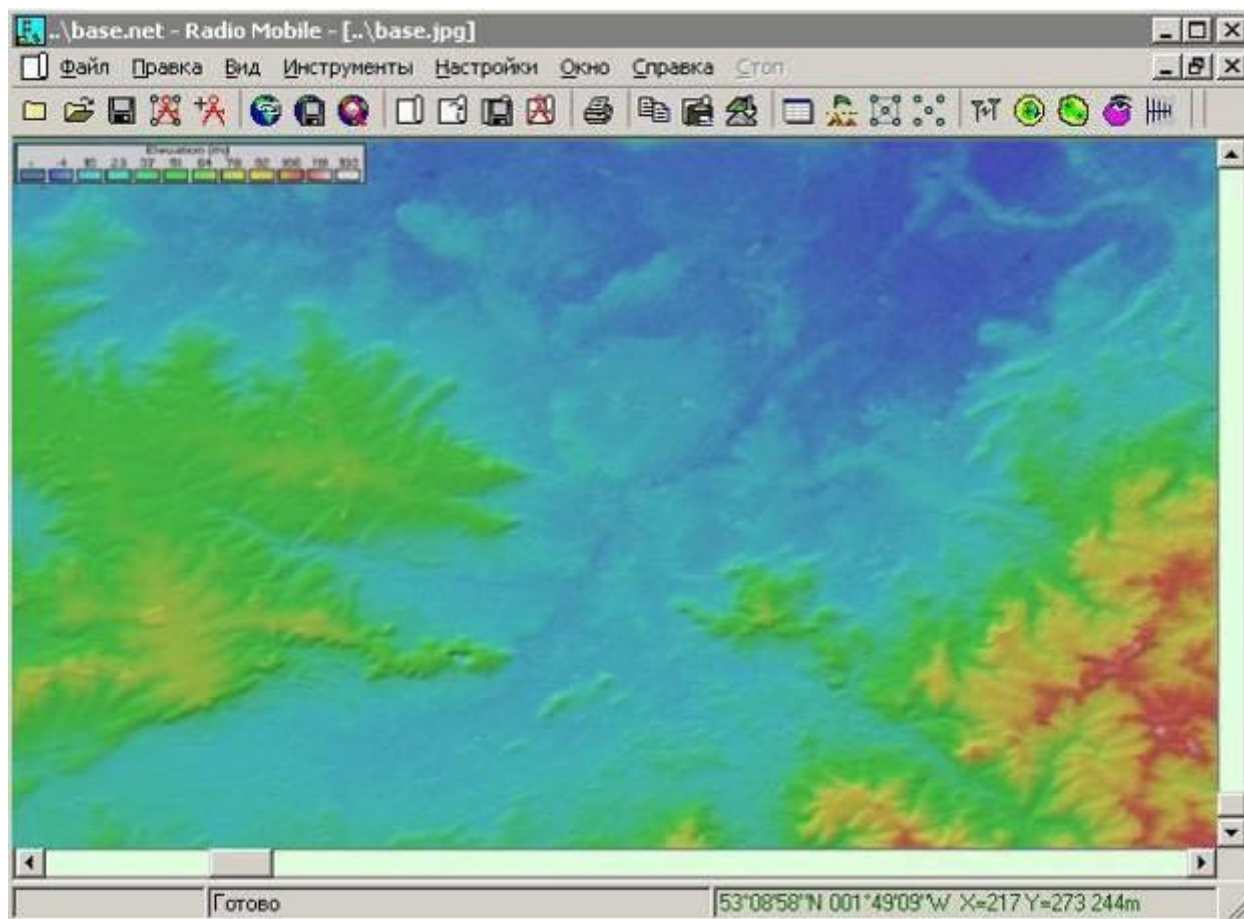 ..\base.net - Radio Mobile - [..\base.jpg]
Файл Правка Вид Инструменты Настройки Окно Справка Стоп
Elevation (m)
Готово
53°08'58''N 001°49'09''W X=217 Y=273 244m